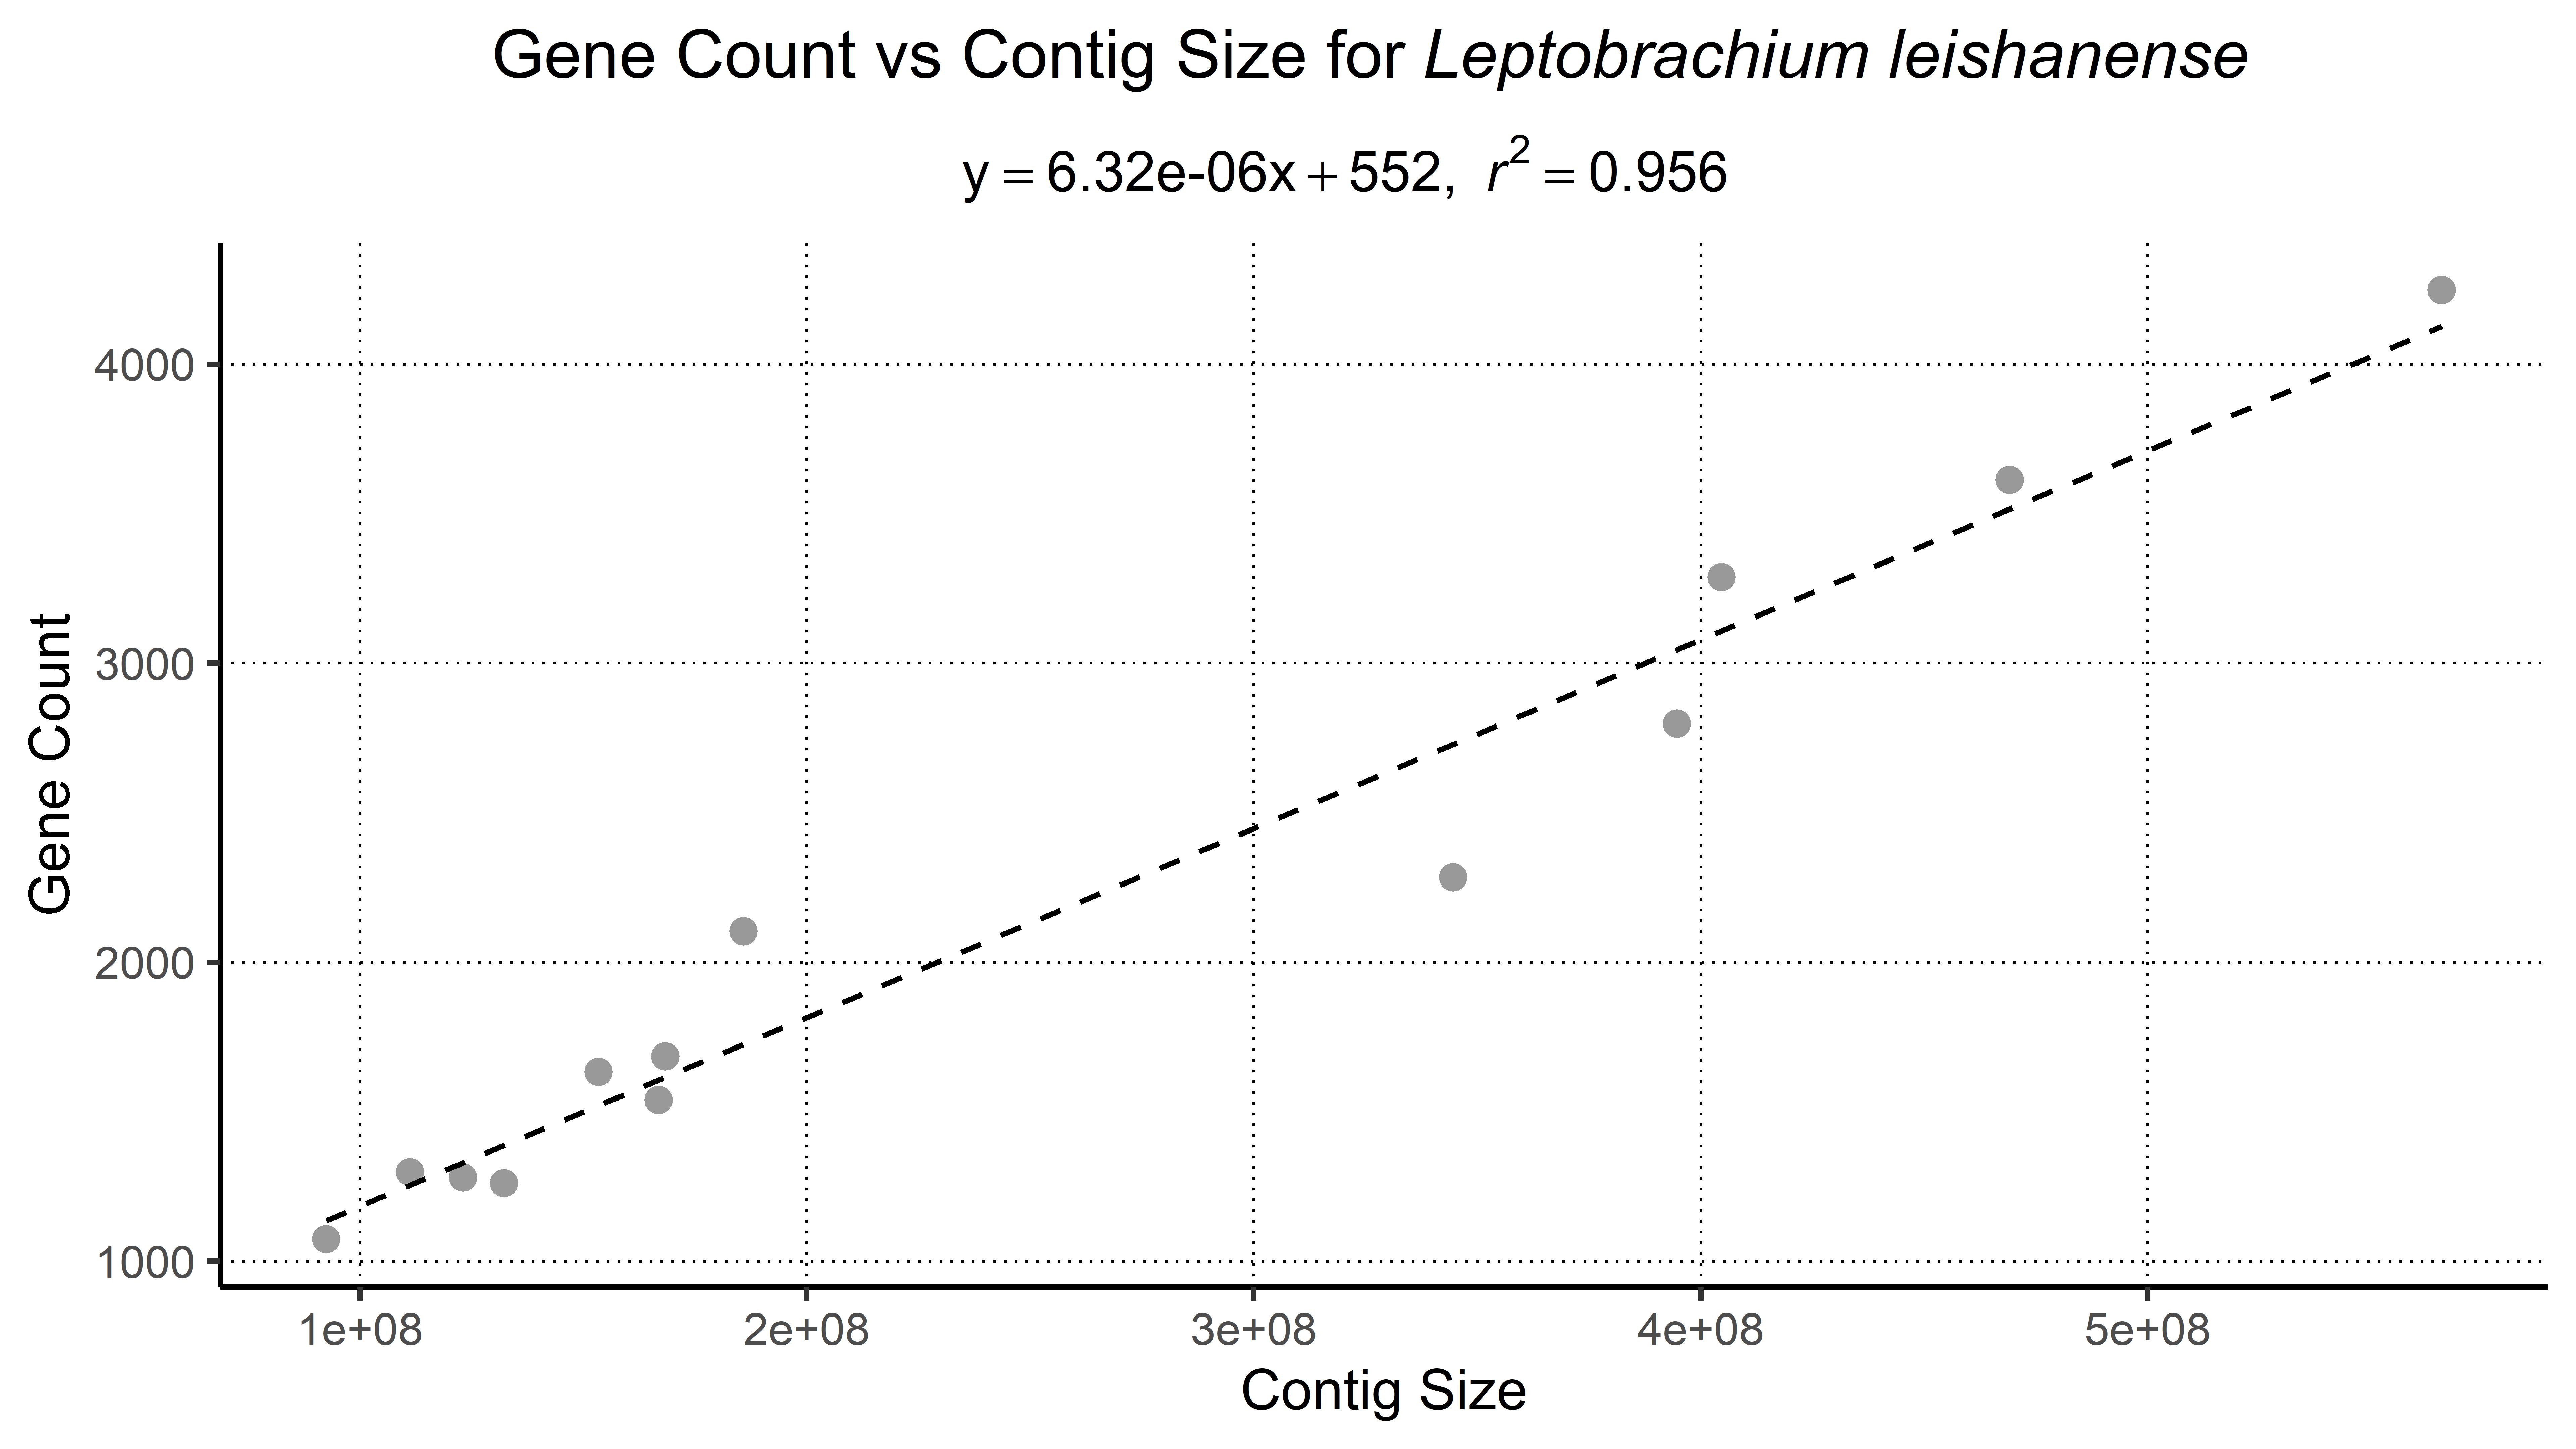 Gene Count vs Contig Size for Leptobrachium leishanense
y = 6.32e-06x + 552, r² = 0.956
4000
3000
2000
1000
Gene Count
1e+08 2e+08 3e+08 4e+08 5e+08
Contig Size